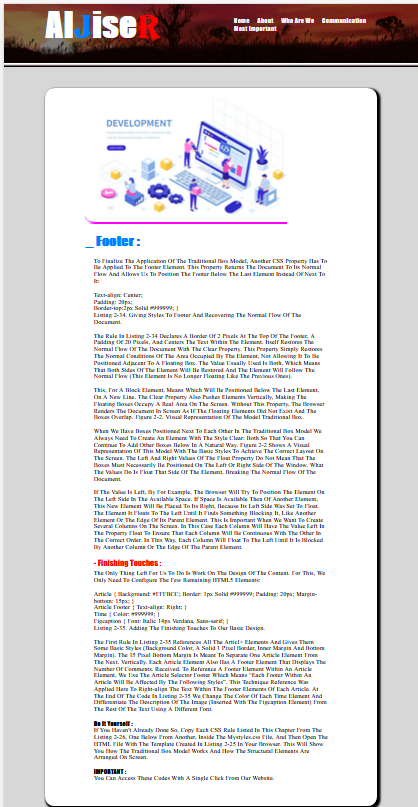 AlJiseR
Home About Who Are We Communication
Most Important
DEVELOPMENT
_ Footer :
To Finalize The Application Of The Traditional Box Model, Another CSS Property Has To
Be Applied To The Footer Element. This Property Returns The Document To Its Normal
Flow And Allows Us To Position The Footer Below The Last Element Instead Of Next To
It:
Text-align: Center;
Padding: 20px;
Border-top:2px Solid #999999; }
Listing 2-34. Giving Styles To Footer And Recovering The Normal Flow Of The
Document.
The Rule In Listing 2-34 Declares A Border Of 2 Pixels At The Top Of The Footer, A
Padding Of 20 Pixels, And Centers The Text Within The Element. Itself Restores The
Normal Flow Of The Document With The Clear Property. This Property Simply Restores
The Normal Conditions Of The Area Occupied By The Element, Not Allowing It To Be
Positioned Adjacent To A Floating Box. The Value Usually Used Is Both, Which Means
That Both Sides Of The Element Will Be Restored And The Element Will Follow The
Normal Flow (This Element Is No Longer Floating Like The Previous Ones).
This, For A Block Element, Means Which Will Be Positioned Below The Last Element,
On A New Line. The Clear Property Also Pushes Elements Vertically, Making The
Floating Boxes Occupy A Real Area On The Screen. Without This Property, The Browser
Renders The Document In Screen As If The Floating Elements Did Not Exist And The
Boxes Overlap. Figure 2-2. Visual Representation Of The Model Traditional Box.
When We Have Boxes Positioned Next To Each Other In The Traditional Box Model We
Always Need To Create An Element With The Style Clear: Both So That You Can
Continue To Add Other Boxes Below In A Natural Way. Figure 2-2 Shows A Visual
Representation Of This Model With The Basic Styles To Achieve The Correct Layout On
The Screen. The Left And Right Values Of The Float Property Do Not Mean That The
Boxes Must Necessarily Be Positioned On The Left Or Right Side Of The Window. What
The Values Do Is Float That Side Of The Element, Breaking The Normal Flow Of The
Document.
If The Value Is Left, By For Example, The Browser Will Try To Position The Element On
The Left Side In The Available Space. If Space Is Available Then Of Another Element,
This New Element Will Be Placed To Its Right, Because Its Left Side Was Set To Float.
The Element It Floats To The Left Until It Finds Something Blocking It, Like Another
Element Or The Edge Of Its Parent Element. This Is Important When We Want To Create
Several Columns On The Screen. In This Case Each Column Will Have The Value Left In
The Property Float To Ensure That Each Column Will Be Continuous With The Other In
The Correct Order. In This Way, Each Column Will Float To The Left Until It Is Blocked
By Another Column Or The Edge Of The Parent Element.
- Finishing Touches :
The Only Thing Left For Us To Do Is Work On The Design Of The Content. For This, We
Only Need To Configure The Few Remaining HTML5 Elements:
Article { Background: #FFFBCC; Border: 1px Solid #999999; Padding: 20px; Margin-
bottom: 15px; }
Article Footer { Text-align: Right; }
Time { Color: #999999; }
Figcaption { Font: Italic 14px Verdana, Sans-serif; }
Listing 2-35. Adding The Finishing Touches To Our Basic Design.
The First Rule In Listing 2-35 References All The Articl> Elements And Gives Them
Some Basic Styles (Background Color, A Solid 1 Pixel Border, Inner Margin And Bottom
Margin). The 15 Pixel Bottom Margin Is Meant To Separate One Article Element From
The Next. Vertically. Each Article Element Also Has A Footer Element That Displays The
Number Of Comments. Received. To Reference A Footer Element Within An Article
Element, We Use The Article Selector Footer Which Means "Each Footer Within An
Article Will Be Affected By The Following Styles". This Technique Reference Was
Applied Here To Right-align The Text Within The Footer Elements Of Each Article. At
The End Of The Code In Listing 2-35 We Change The Color Of Each Time Element And
Differentiate The Description Of The Image (Inserted With The Figcaption Element) From
The Rest Of The Text Using A Different Font.
Do It Yourself :
If You Haven't Already Done So, Copy Each CSS Rule Listed In This Chapter From The
Listing 2-26, One Below From Another, Inside The Mystyles.css File, And Then Open The
HTML File With The Template Created In Listing 2-25 In Your Browser. This Will Show
You How The Traditional Box Model Works And How The Structural Elements Are
Arranged On Screen.
IMPORTANT :
You Can Access These Codes With A Single Click From Our Website.